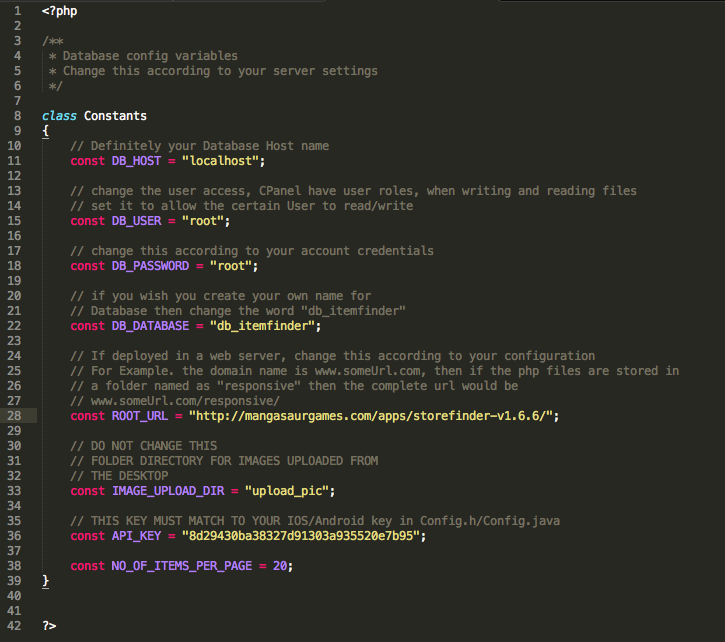 1 <?php
2
3 /**
4 * Database config variables
5 * Change this according to your server settings
6 */
7
8 class Constants
9 {
10 // Definitely your Database Host name
11 const DB_HOST = "localhost";
12
13 // change the user access, CPanel have user roles, when writing and reading files
14 // set it to allow the certain User to read/write
15 const DB_USER = "root";
16
17 // change this according to your account credentials
18 const DB_PASSWORD = "root";
19
20 // if you wish you create your own name for
21 // Database then change the word "db_itemfinder"
22 const DB_DATABASE = "db_itemfinder";
23
24 // If deployed in a web server, change this according to your configuration
25 // For Example. the domain name is www.someUrl.com, then if the php files are stored in
26 // a folder named as "responsive" then the complete url would be
27 // www.someUrl.com/responsive/
28 const ROOT_URL = "http://mangasaurgames.com/apps/storefinder-v1.6.6/";
29
30 // DO NOT CHANGE THIS
31 // FOLDER DIRECTORY FOR IMAGES UPLOADED FROM
32 // THE DESKTOP
33 const IMAGE_UPLOAD_DIR = "upload_pic";
34
35 // THIS KEY MUST MATCH TO YOUR IOS/Android key in Config.h/Config.java
36 const API_KEY = "8d29430ba38327d91303a935520e7b95";
37
38 const NO_OF_ITEMS_PER_PAGE = 20;
39 }
40
41
42 ?>